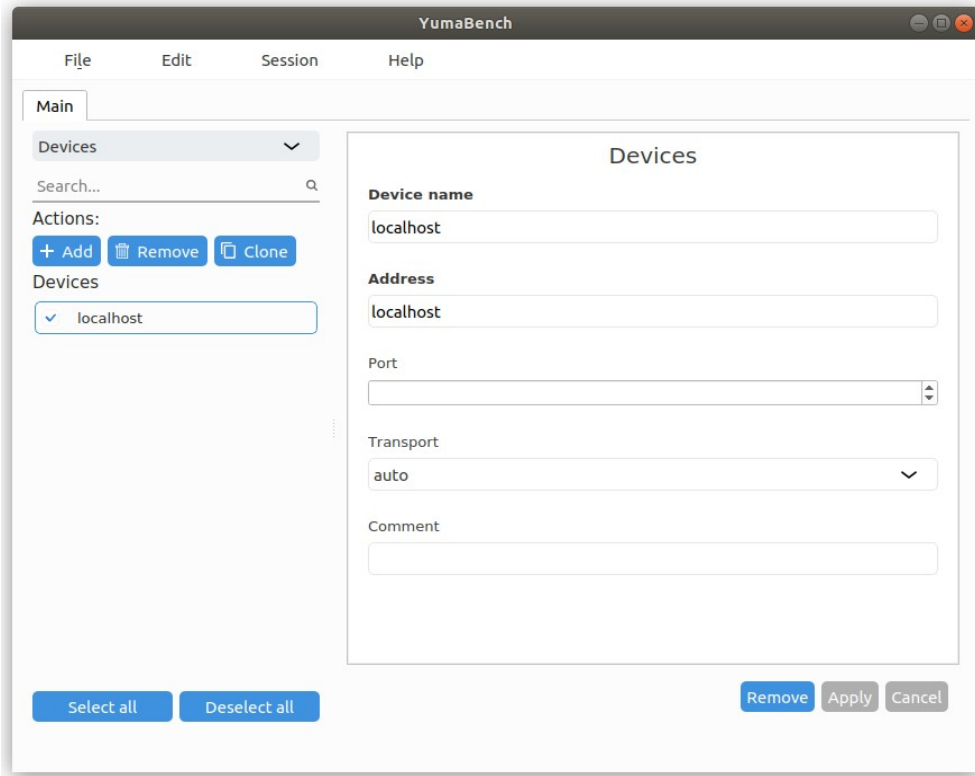 YumaBench
File Edit Session Help
Main
Devices
Search...
Actions:
+ Add Remove Clone
Devices
localhost
Select all Deselect all
Devices
Device name
localhost
Address
localhost
Port
Transport
auto
Comment
Remove Apply Cancel